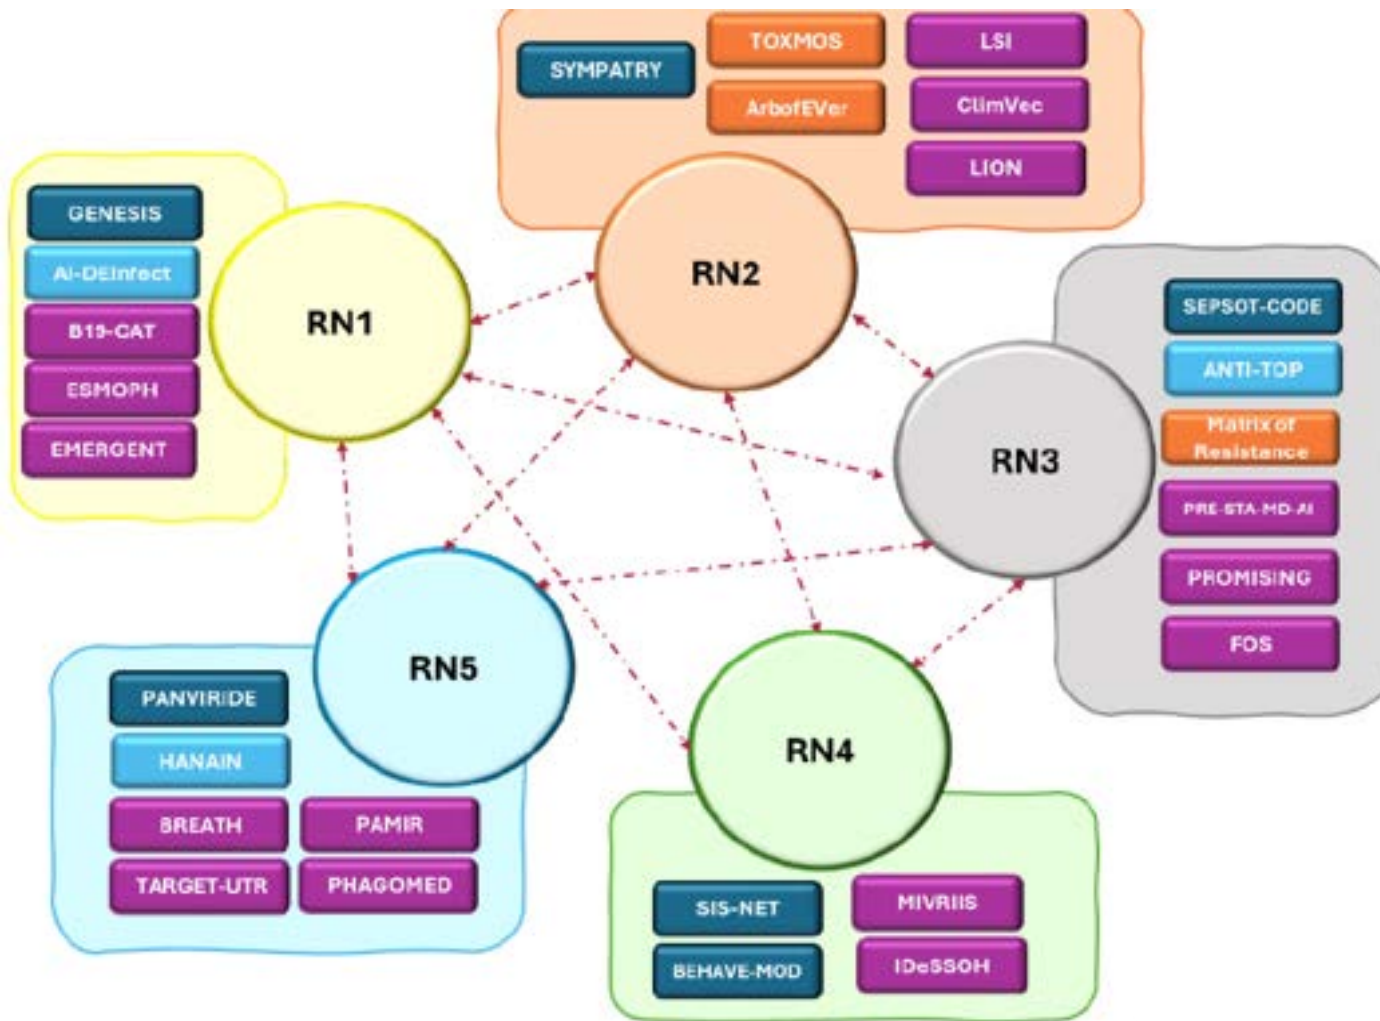 SYMPATRY
TOXMOS
ArbofEVer
LSI
ClimVec
LION
RN2
GENESIS
AI-DEInfect
B19-CAT
ESMOPH
EMERGENT
RN1
SEPSOT-CODE
ANTI-TOP
Matrix of
Resistance
PRE-STA-MD-AI
PROMISING
FOS
RN3
RN5
PANVIRIDE
HANAIN
BREATH
PAMIR
TARGET-UTR
PHAGOMED
RN4
SIS-NET
MIVRIIS
BEHAVE-MOD
IDeSSOH